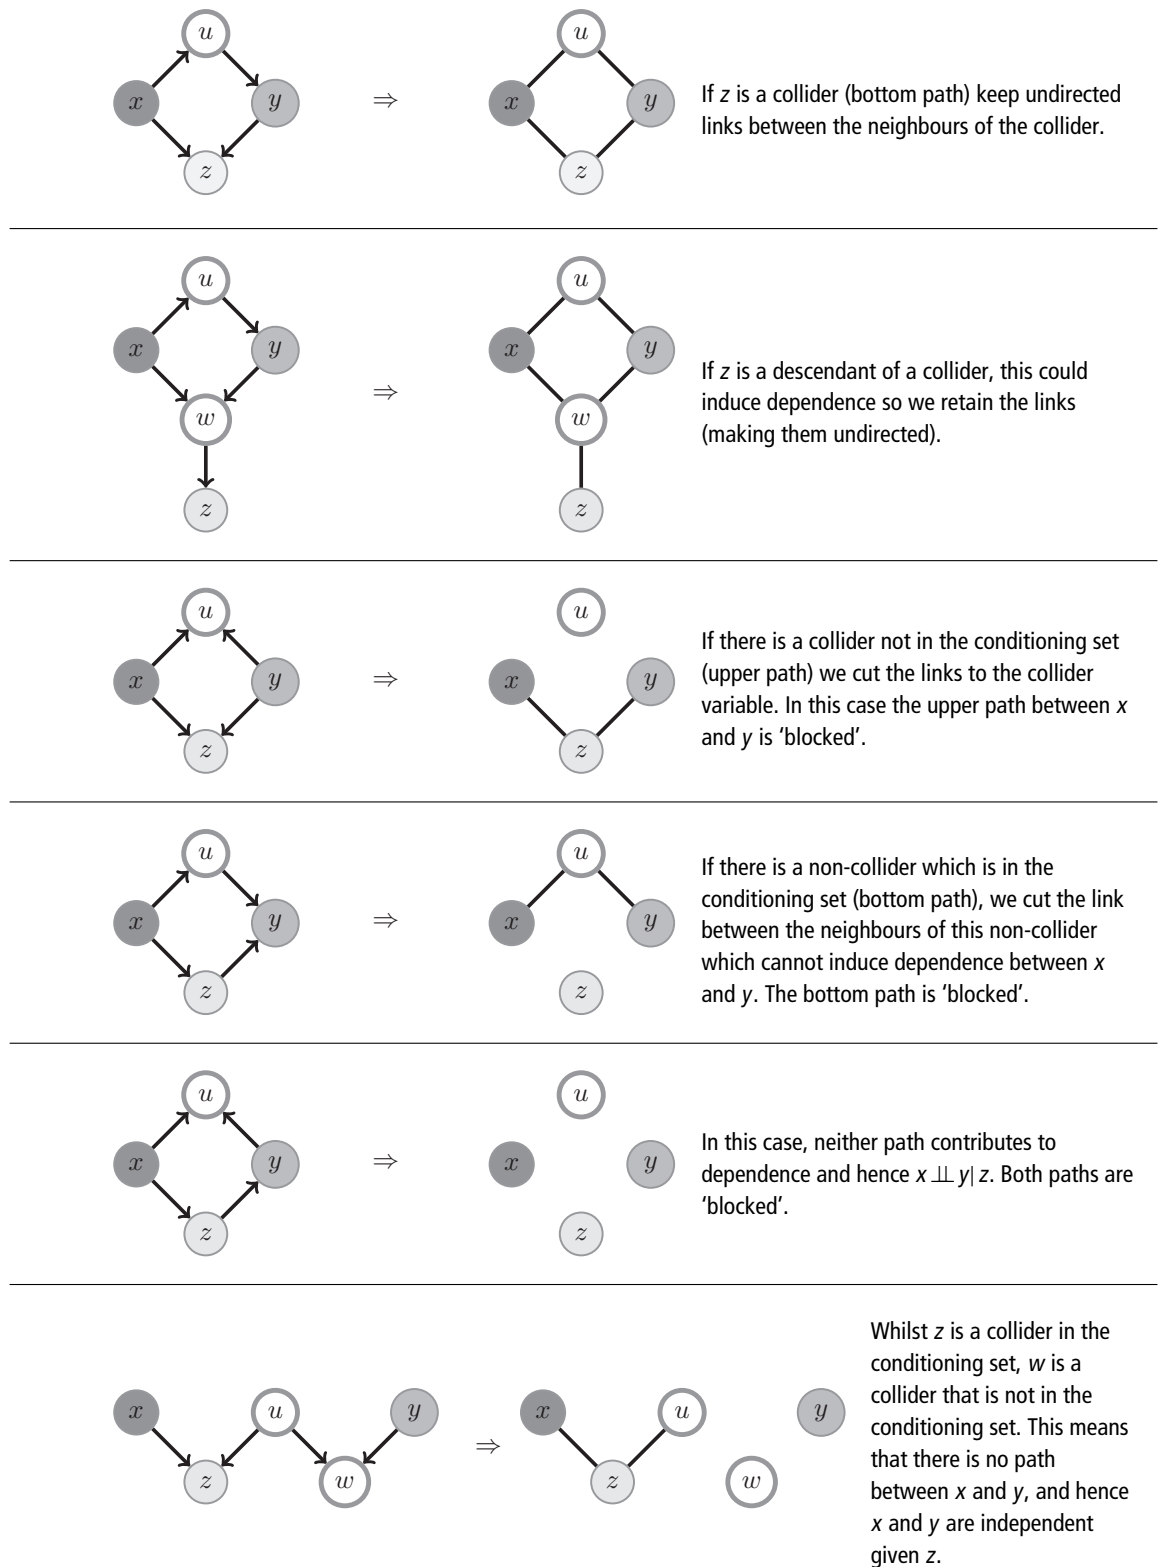 u
u
x
y
⇒
x
y
If z is a collider (bottom path) keep undirected
links between the neighbours of the collider.
z
z
u
u
x
y
⇒
x
y
If z is a descendant of a collider, this could
induce dependence so we retain the links
(making them undirected).
w
w
z
z
u
u
x
y
⇒
x
y
If there is a collider not in the conditioning set
(upper path) we cut the links to the collider
variable. In this case the upper path between x
and y is ‘blocked’.
z
z
u
u
x
y
⇒
x
y
If there is a non-collider which is in the
conditioning set (bottom path), we cut the link
between the neighbours of this non-collider
which cannot induce dependence between x
and y. The bottom path is ‘blocked’.
z
z
u
u
x
y
⇒
x
y
In this case, neither path contributes to
dependence and hence x ⫫ y| z. Both paths are
‘blocked’.
z
z
x
u
y
⇒
x
u
y
z
w
z
w
Whilst z is a collider in the
conditioning set, w is a
collider that is not in the
conditioning set. This means
that there is no path
between x and y, and hence
x and y are independent
given z.